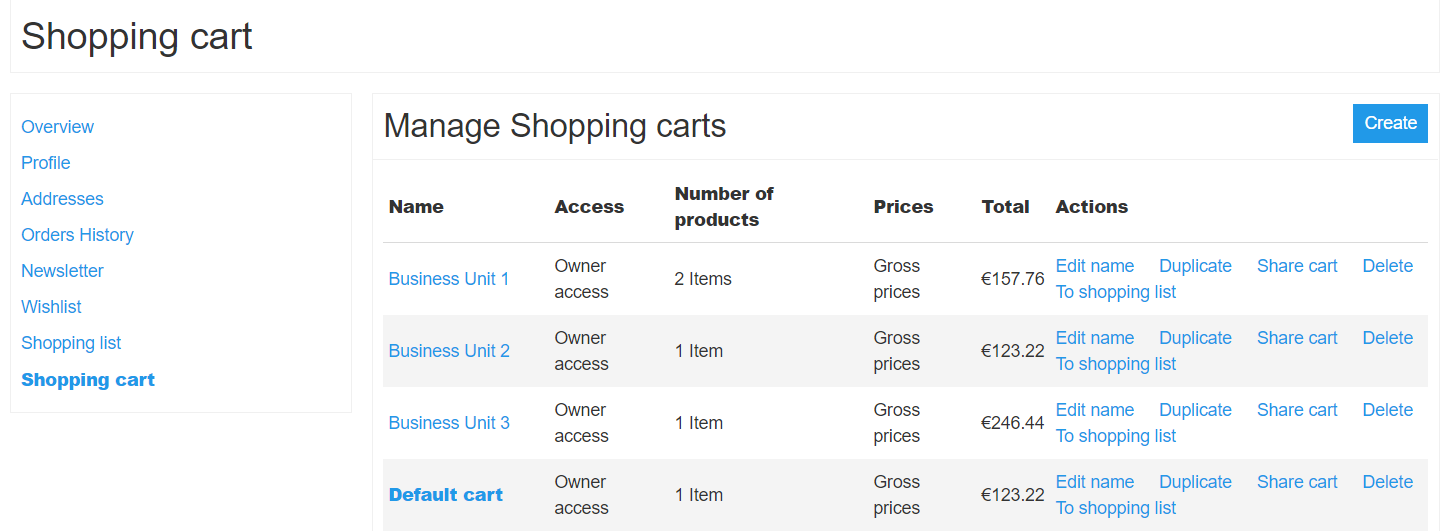 Shopping cart
Overview
Profile
Addresses
Orders History
Newsletter
Wishlist
Shopping list
Shopping cart
Manage Shopping carts
Create
Name Access Number of products Prices Total Actions
Business Unit 1 Owner access 2 Items Gross prices €157.76 Edit name Duplicate Share cart Delete
To shopping list
Business Unit 2 Owner access 1 Item Gross prices €123.22 Edit name Duplicate Share cart Delete
To shopping list
Business Unit 3 Owner access 1 Item Gross prices €246.44 Edit name Duplicate Share cart Delete
To shopping list
Default cart Owner access 1 Item Gross prices €123.22 Edit name Duplicate Share cart Delete
To shopping list